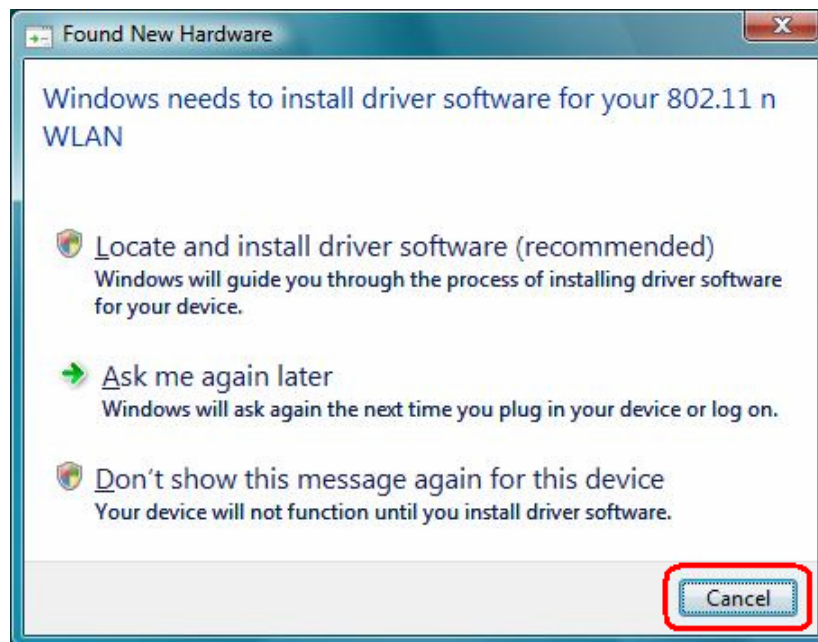 Found New Hardware
Windows needs to install driver software for your 802.11 n
WLAN
Locate and install driver software (recommended)
Windows will guide you through the process of installing driver software
for your device.
Ask me again later
Windows will ask again the next time you plug in your device or log on.
Don't show this message again for this device
Your device will not function until you install driver software.
Cancel